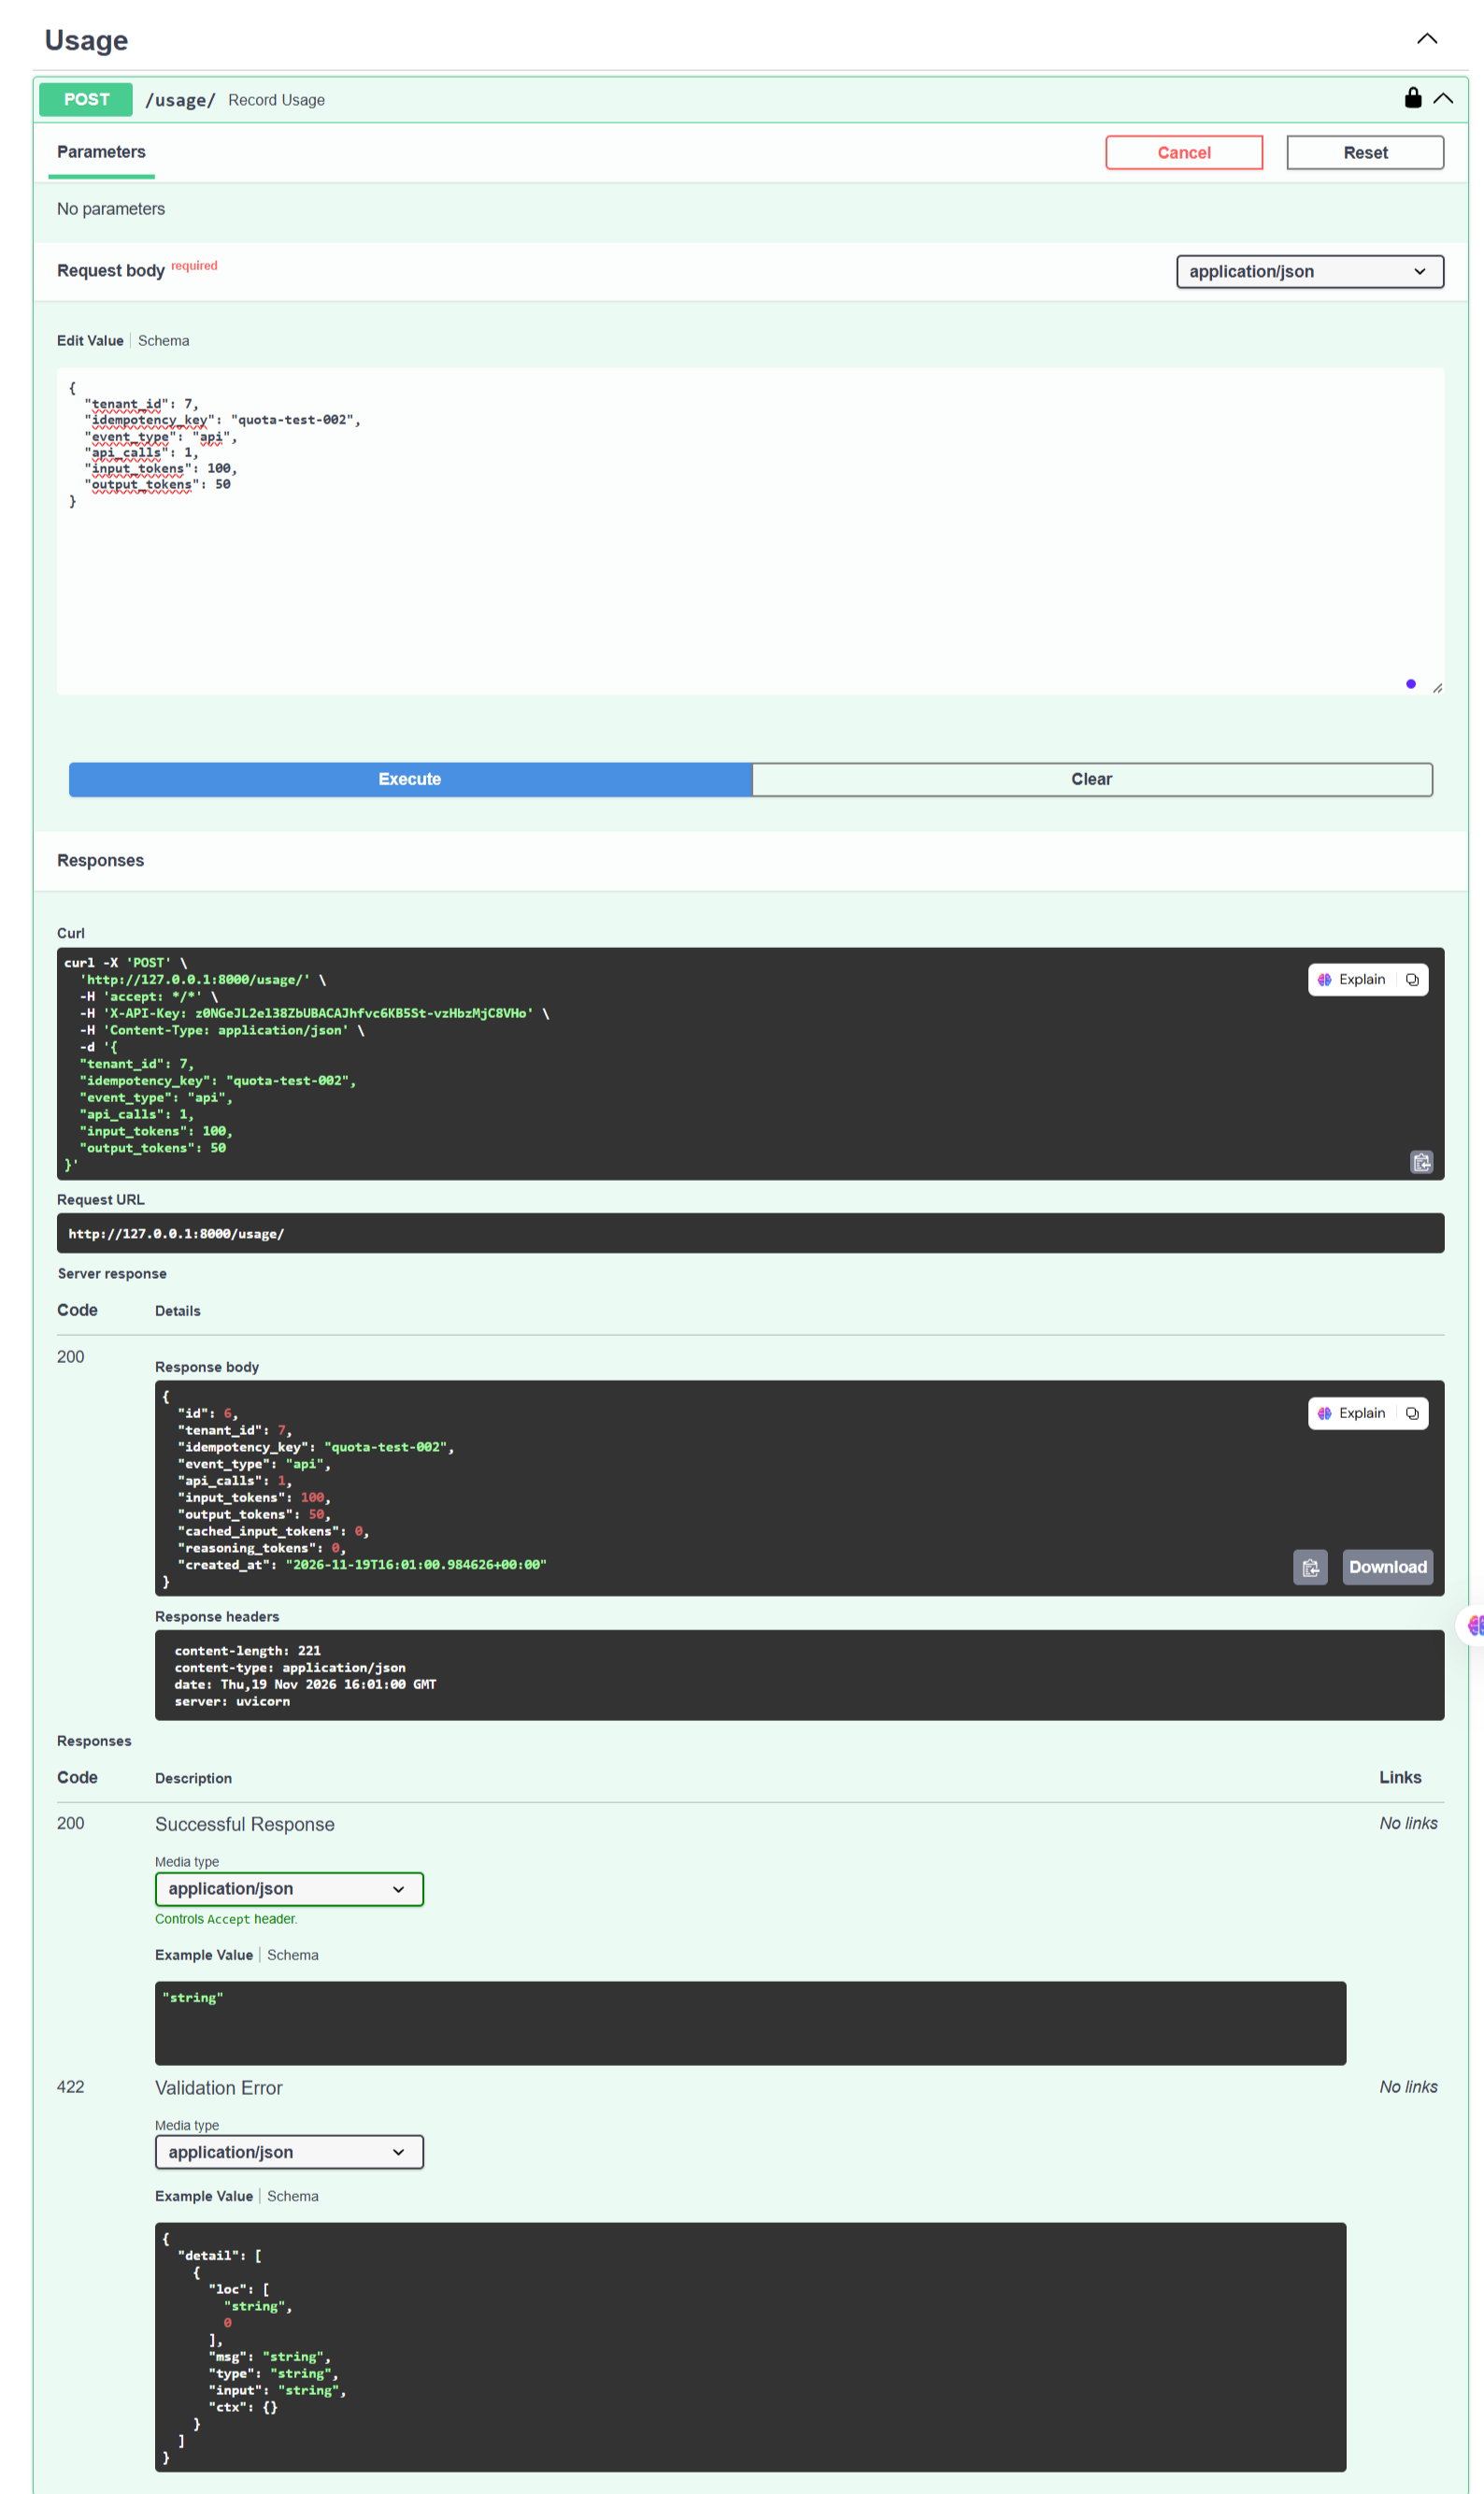 Usage
POST /usage/ Record Usage
Parameters
Cancel
Reset
No parameters
Request body required
application/json
Edit Value | Schema
{
  "tenant_id": 7,
  "idempotency_key": "quota-test-002",
  "event_type": "api",
  "api_calls": 1,
  "input_tokens": 100,
  "output_tokens": 50
}
Execute
Clear
Responses
Curl
curl -X 'POST' \
  'http://127.0.0.1:8000/usage/' \
  -H 'accept: */*' \
  -H 'X-API-Key: z0NGeJL2el38ZbUBACAJhfvc6KB5St-vzHbzMjC8VHo' \
  -H 'Content-Type: application/json' \
  -d '{
  "tenant_id": 7,
  "idempotency_key": "quota-test-002",
  "event_type": "api",
  "api_calls": 1,
  "input_tokens": 100,
  "output_tokens": 50
}'
Explain
Request URL
http://127.0.0.1:8000/usage/
Server response
Code Details
200
Response body
{
  "id": 6,
  "tenant_id": 7,
  "idempotency_key": "quota-test-002",
  "event_type": "api",
  "api_calls": 1,
  "input_tokens": 100,
  "output_tokens": 50,
  "cached_input_tokens": 0,
  "reasoning_tokens": 0,
  "created_at": "2026-11-19T16:01:00.984626+00:00"
}
Explain
Download
Response headers
content-length: 221
content-type: application/json
date: Thu,19 Nov 2026 16:01:00 GMT
server: uvicorn
Responses
Code Description Links
200 Successful Response No links
Media type
application/json
Controls Accept header.
Example Value | Schema
"string"
422 Validation Error No links
Media type
application/json
Example Value | Schema
{
  "detail": [
    {
      "loc": [
        "string",
        0
      ],
      "msg": "string",
      "type": "string",
      "input": "string",
      "ctx": {}
    }
  ]
}